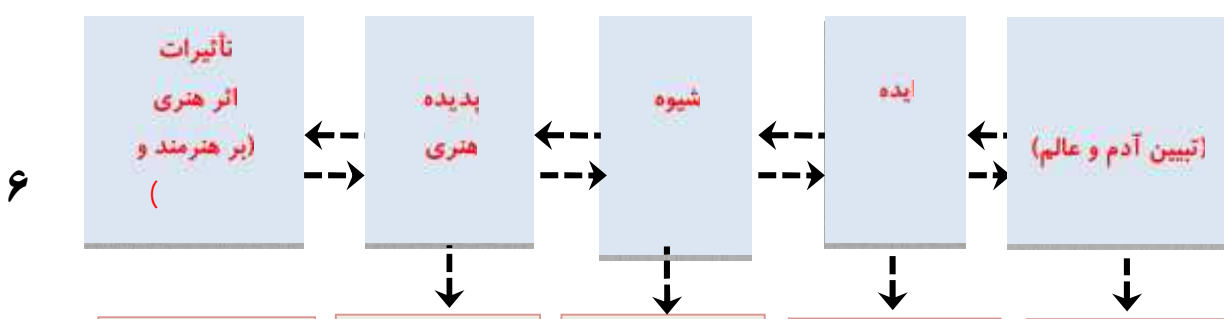 (تبیین آدم و عالم)
ایده
شیوه
پدیده
هنری
تأثیرات
اثر هنری
(بر هنرمند و
)
۶